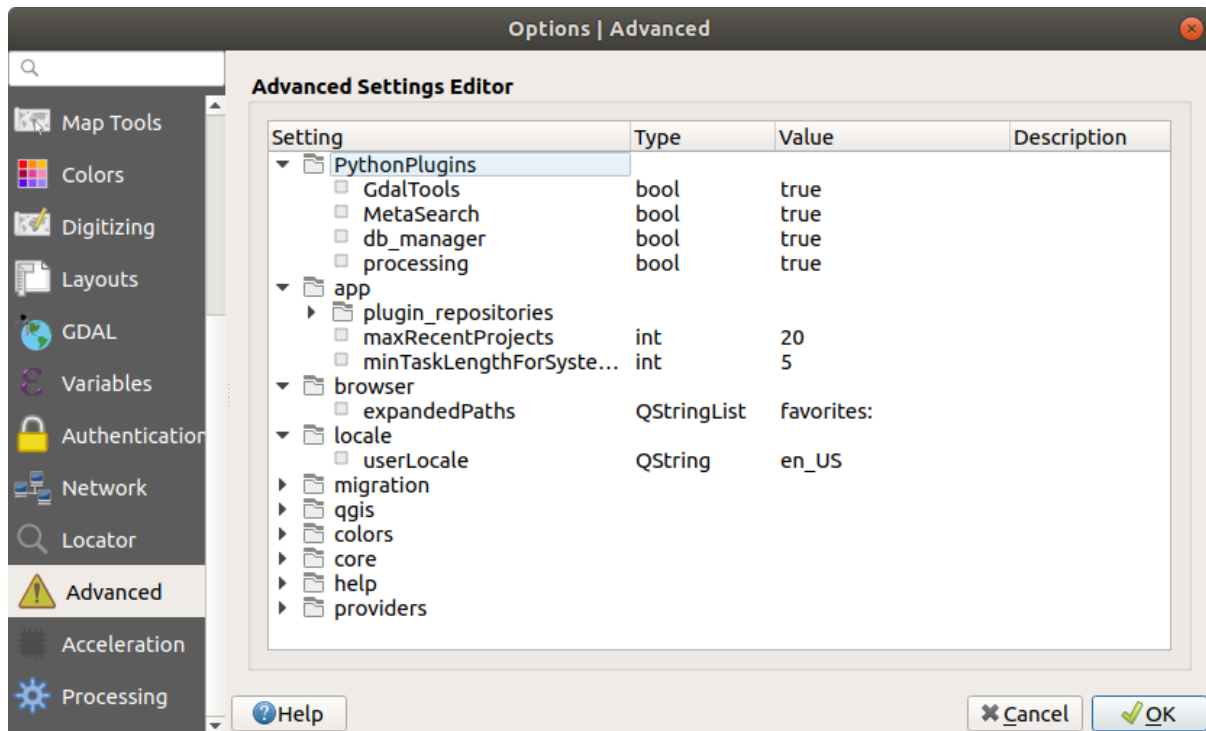 Options | Advanced
Map Tools
Colors
Digitizing
Layouts
GDAL
Variables
Authentication
Network
Locator
Advanced
Acceleration
Processing
Advanced Settings Editor
Setting Type Value Description
PythonPlugins
GdalTools bool true
MetaSearch bool true
db_manager bool true
processing bool true
app
plugin_repositories
maxRecentProjects int 20
minTaskLengthForSyste... int 5
browser
expandedPaths QStringList favorites:
locale
userLocale QString en_US
migration
qgis
colors
core
help
providers
Help Cancel OK